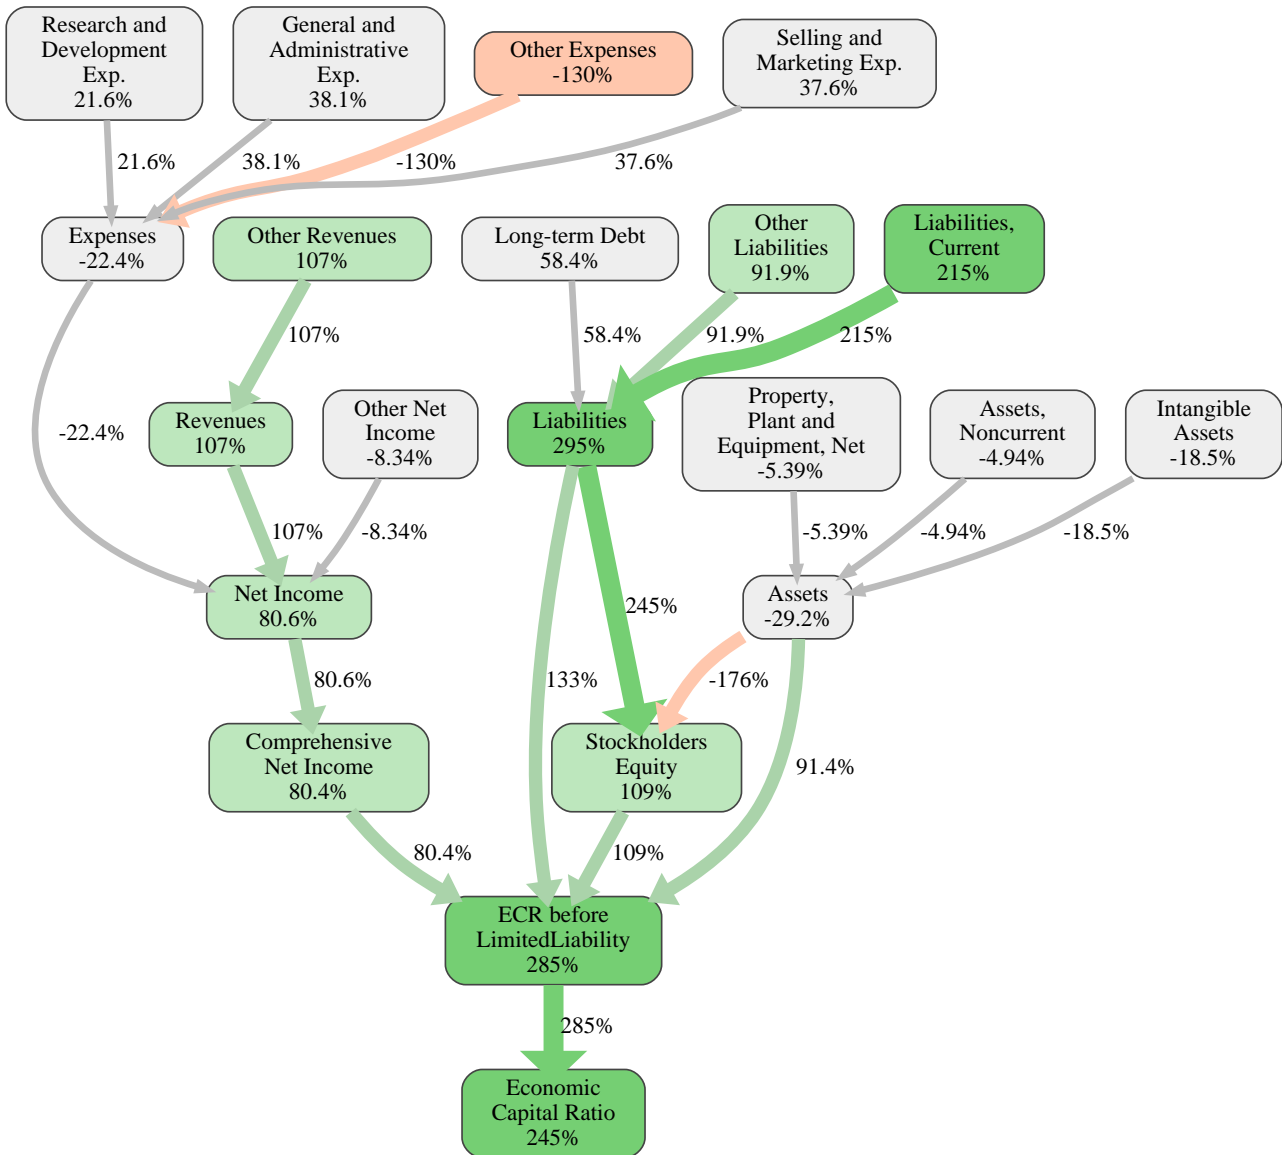 Research and
Development
Exp.
21.6%
General and
Administrative
Exp.
38.1%
Other Expenses
-130%
Selling and
Marketing Exp.
37.6%
21.6%
38.1%
-130%
37.6%
Expenses
-22.4%
Other Revenues
107%
Long-term Debt
58.4%
Other
Liabilities
91.9%
Liabilities,
Current
215%
107%
58.4%
91.9%
215%
-22.4%
Revenues
107%
Other Net
Income
-8.34%
Liabilities
295%
Property,
Plant and
Equipment, Net
-5.39%
Assets,
Noncurrent
-4.94%
Intangible
Assets
-18.5%
107%
-8.34%
-5.39%
-4.94%
-18.5%
Net Income
80.6%
245%
Assets
-29.2%
80.6%
133%
-176%
Comprehensive
Net Income
80.4%
Stockholders
Equity
109%
91.4%
80.4%
109%
ECR before
LimitedLiability
285%
285%
Economic
Capital Ratio
245%